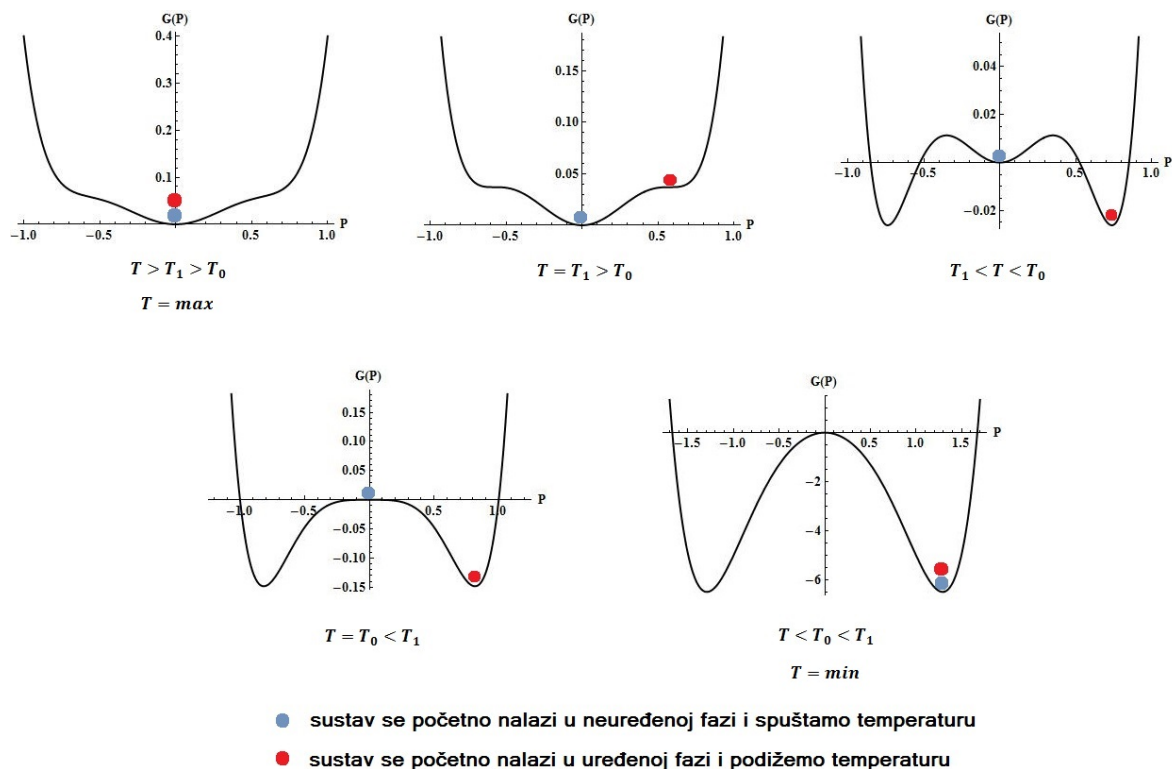 G(P)
0.4
0.3
0.2
0.1
−1.0 −0.5 0.5 1.0 P
T > T₁ > T₀
T = max
G(P)
0.15
0.10
0.05
−1.0 −0.5 0.5 1.0 P
T = T₁ > T₀
G(P)
0.04
0.02
−1.0 −0.5 0.5 1.0 P
−0.02
T₁ < T < T₀
G(P)
0.15
0.10
0.05
−1.0 −0.5 0.5 1.0 P
−0.05
−0.10
−0.15
T = T₀ < T₁
G(P)
−1.5 −1.0 −0.5 0.5 1.0 1.5 P
−2
−4
−6
T < T₀ < T₁
T = min
sustav se početno nalazi u neuređenoj fazi i spuštamo temperaturu
sustav se početno nalazi u uređenoj fazi i podižemo temperaturu